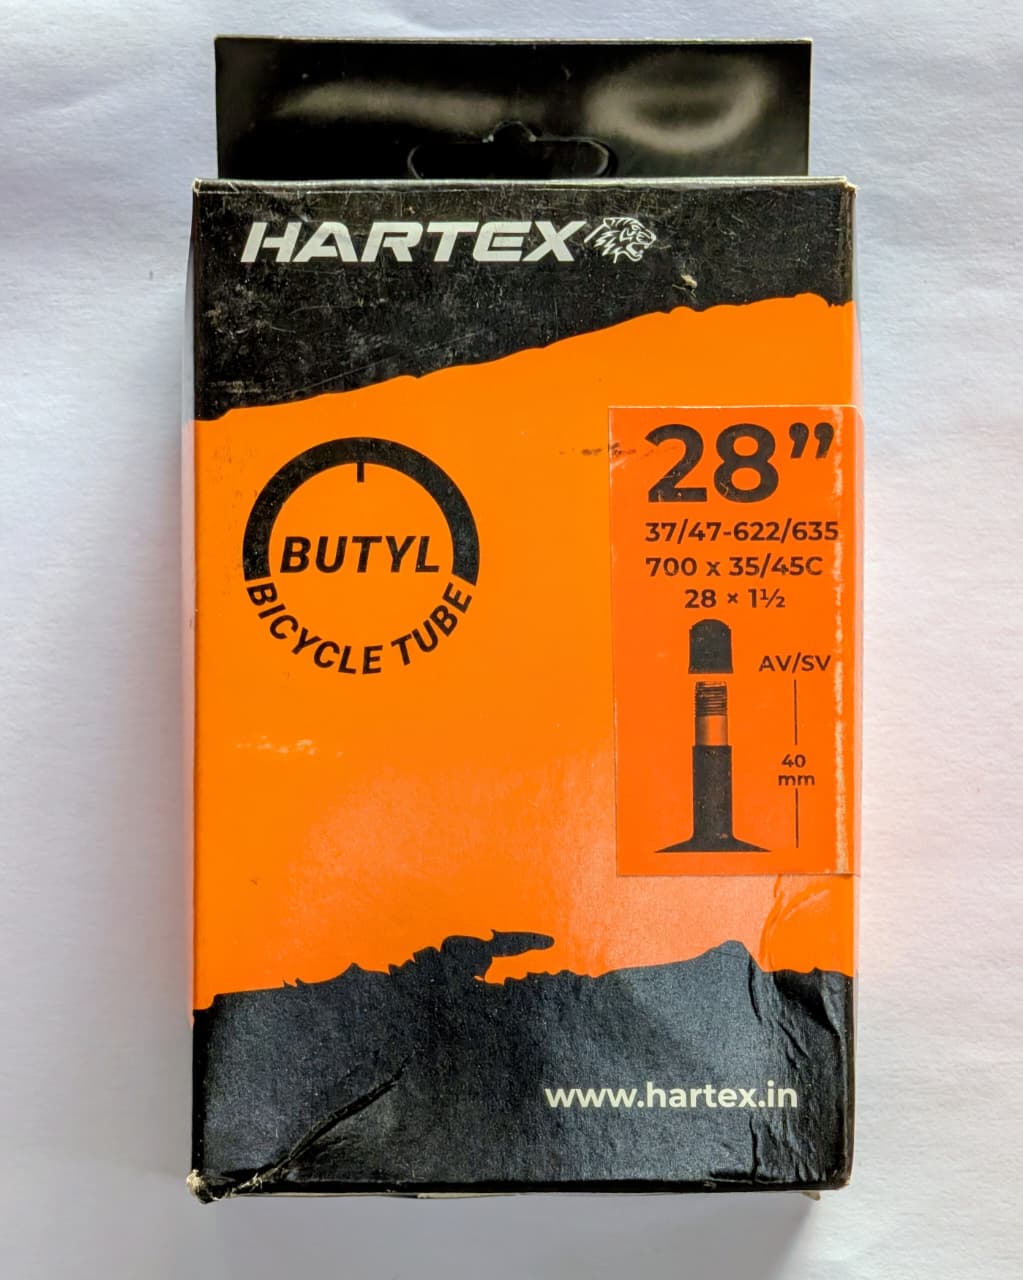 HARTEX
28”
37/47-622/635
700 x 35/45C
28 × 1½
BUTYL
BICYCLE TUBE
AV/SV
40
mm
www.hartex.in